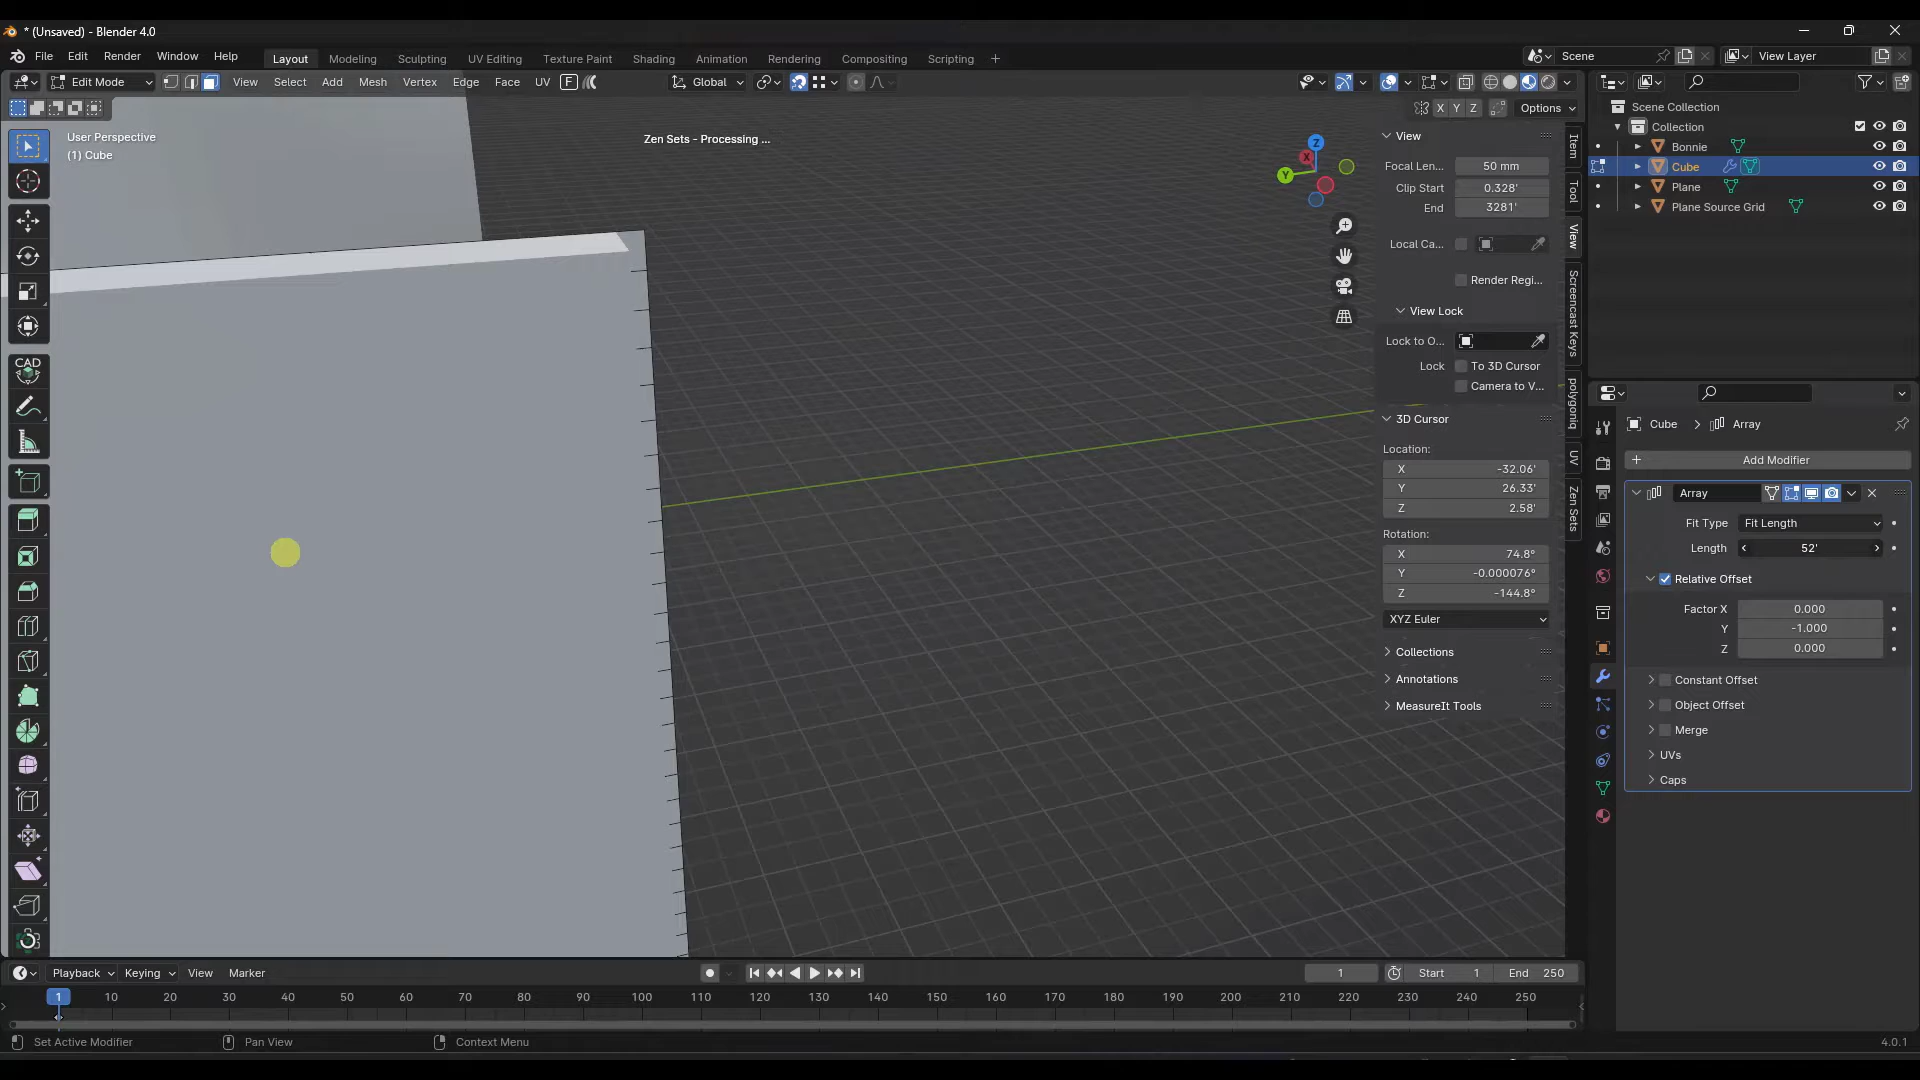 * (Unsaved) - Blender 4.0
File Edit Render Window Help
Layout Modeling Sculpting UV Editing Texture Paint Shading Animation Rendering Compositing Scripting +
Scene
View Layer
Edit Mode
View Select Add Mesh Vertex Edge Face UV F
Global
X Y Z
Options
User Perspective
(1) Cube
Zen Sets - Processing ...
Z
X
Y
CAD
View
Focal Len... 50 mm
Clip Start 0.328'
End 3281'
Local Ca...
Render Regi...
View Lock
Lock to O...
Lock To 3D Cursor
Camera to V...
3D Cursor
Location:
X -32.06'
Y 26.33'
Z 2.58'
Rotation:
X 74.8°
Y -0.000076°
Z -144.8°
XYZ Euler
Collections
Annotations
MeasureIt Tools
Item
Tool
View
Screencast Keys
polygoniq
UV
Zen Sets
Scene Collection
Collection
Bonnie
Cube
Plane
Plane Source Grid
Cube > Array
+ Add Modifier
Array
Fit Type Fit Length
Length 52'
Relative Offset
Factor X 0.000
Y -1.000
Z 0.000
Constant Offset
Object Offset
Merge
UVs
Caps
Playback Keying View Marker
1
Start 1
End 250
1 10 20 30 40 50 60 70 80 90 100 110 120 130 140 150 160 170 180 190 200 210 220 230 240 250
Set Active Modifier
Pan View
Context Menu
4.0.1